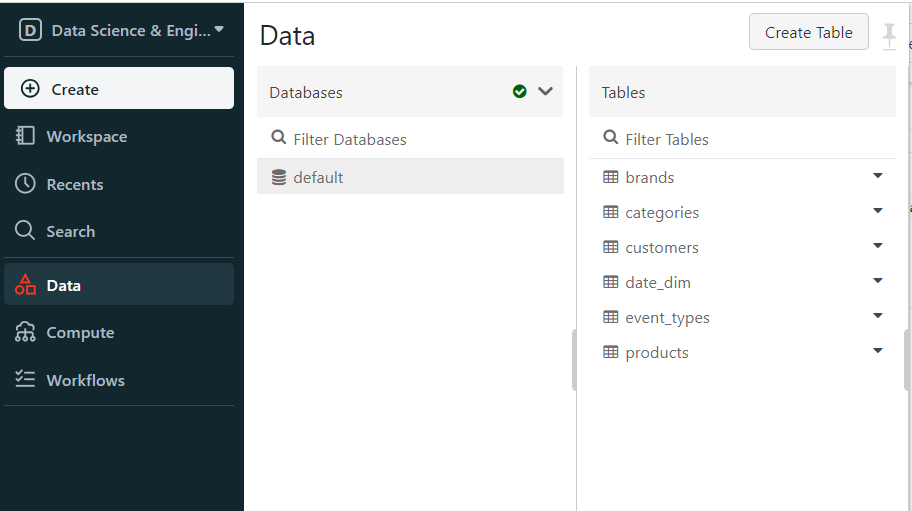 D Data Science & Engi...
Create
Workspace
Recents
Search
Data
Compute
Workflows
Data
Create Table
Databases
Filter Databases
default
Tables
Filter Tables
brands
categories
customers
date_dim
event_types
products